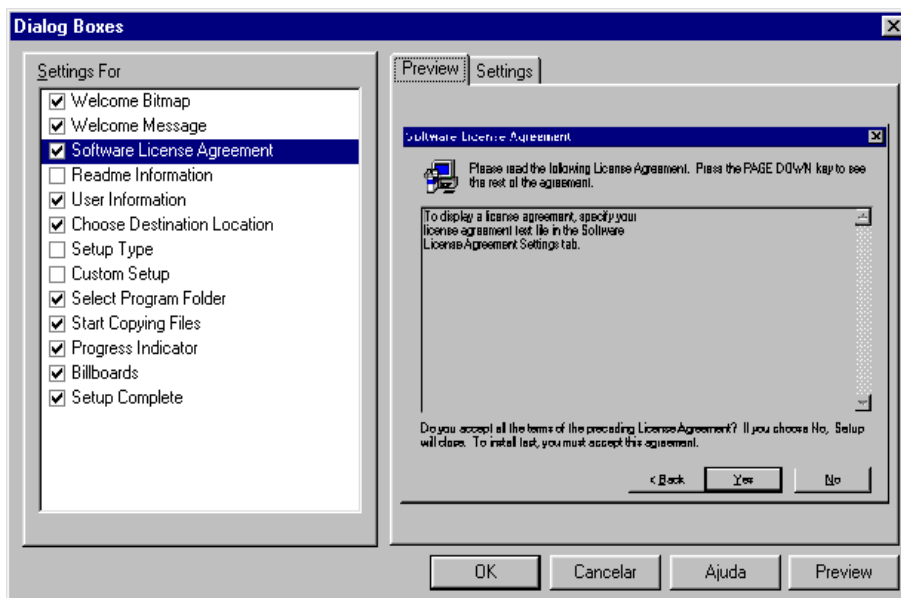 Dialog Boxes
Settings For
Welcome Bitmap
Welcome Message
Software License Agreement
Readme Information
User Information
Choose Destination Location
Setup Type
Custom Setup
Select Program Folder
Start Copying Files
Progress Indicator
Billboards
Setup Complete
Preview
Settings
Software License Agreement
Please read the following License Agreement. Press the PAGE DOWN key to see
the rest of the agreement.
To display a license agreement, specify your
license agreement text file in the Software
License Agreement Settings tab.
Do you accept all the terms of the preceding License Agreement? If you choose No, Setup
will close. To install test, you must accept this agreement.
< Back
Yes
No
OK
Cancelar
Ajuda
Preview